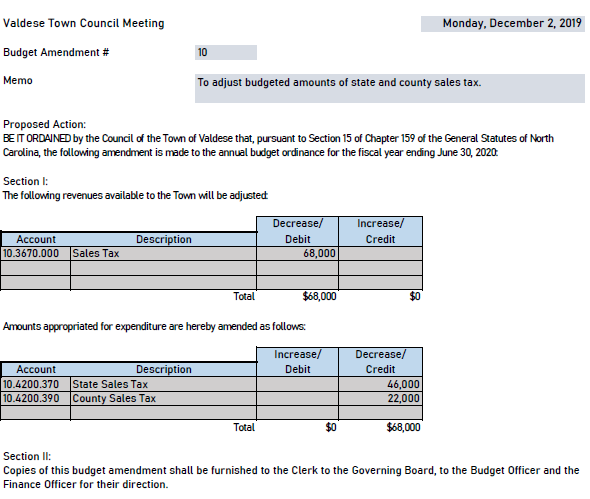 Valdese Town Council Meeting Monday, December 2, 2019
Budget Amendment # 10
Memo To adjust budgeted amounts of state and county sales tax.
Proposed Action:
BE IT ORDAINED by the Council of the Town of Valdese that, pursuant to Section 15 of Chapter 159 of the General Statutes of North
Carolina, the following amendment is made to the annual budget ordinance for the fiscal year ending June 30, 2020:
Section I:
The following revenues available to the Town will be adjusted:
Decrease/ Increase/
Account Description Debit Credit
10.3670.000 Sales Tax 68,000
Total $68,000 $0
Amounts appropriated for expenditure are hereby amended as follows:
Increase/ Decrease/
Account Description Debit Credit
10.4200.370 State Sales Tax 46,000
10.4200.390 County Sales Tax 22,000
Total $0 $68,000
Section II:
Copies of this budget amendment shall be furnished to the Clerk to the Governing Board, to the Budget Officer and the
Finance Officer for their direction.